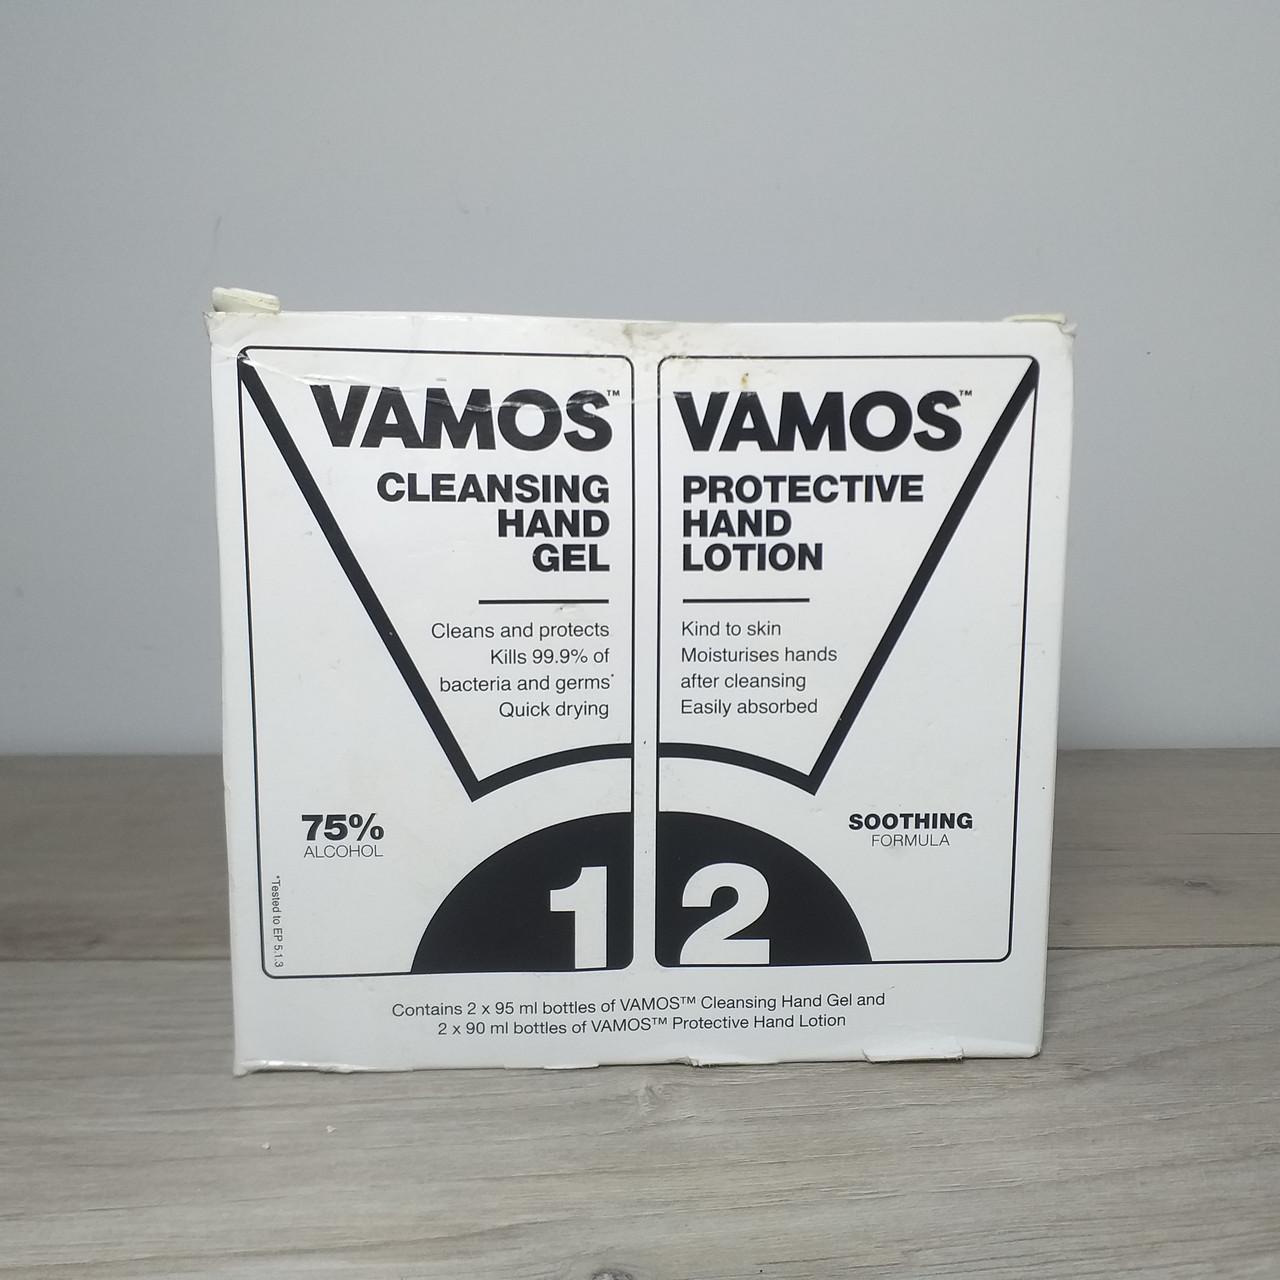 VAMOS™
CLEANSING
HAND
GEL
Cleans and protects
Kills 99.9% of
bacteria and germs*
Quick drying
75%
ALCOHOL
*Tested to EP 5.1.3
1
VAMOS™
PROTECTIVE
HAND
LOTION
Kind to skin
Moisturises hands
after cleansing
Easily absorbed
SOOTHING
FORMULA
2
Contains 2 x 95 ml bottles of VAMOS™ Cleansing Hand Gel and
2 x 90 ml bottles of VAMOS™ Protective Hand Lotion